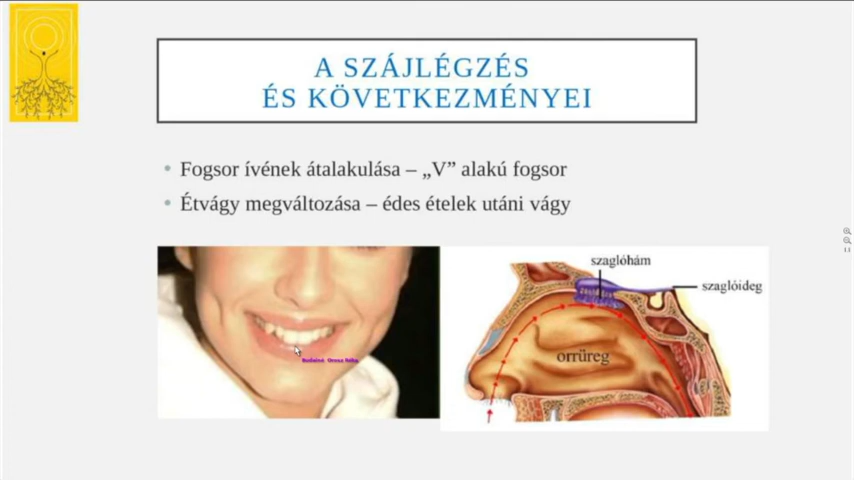 A SZÁJLÉGZÉS
ÉS KÖVETKEZMÉNYEI
• Fogsor ívének átalakulása – „V” alakú fogsor
• Étvágy megváltozása – édes ételek utáni vágy
szaglóhám
szaglóideg
orrüreg